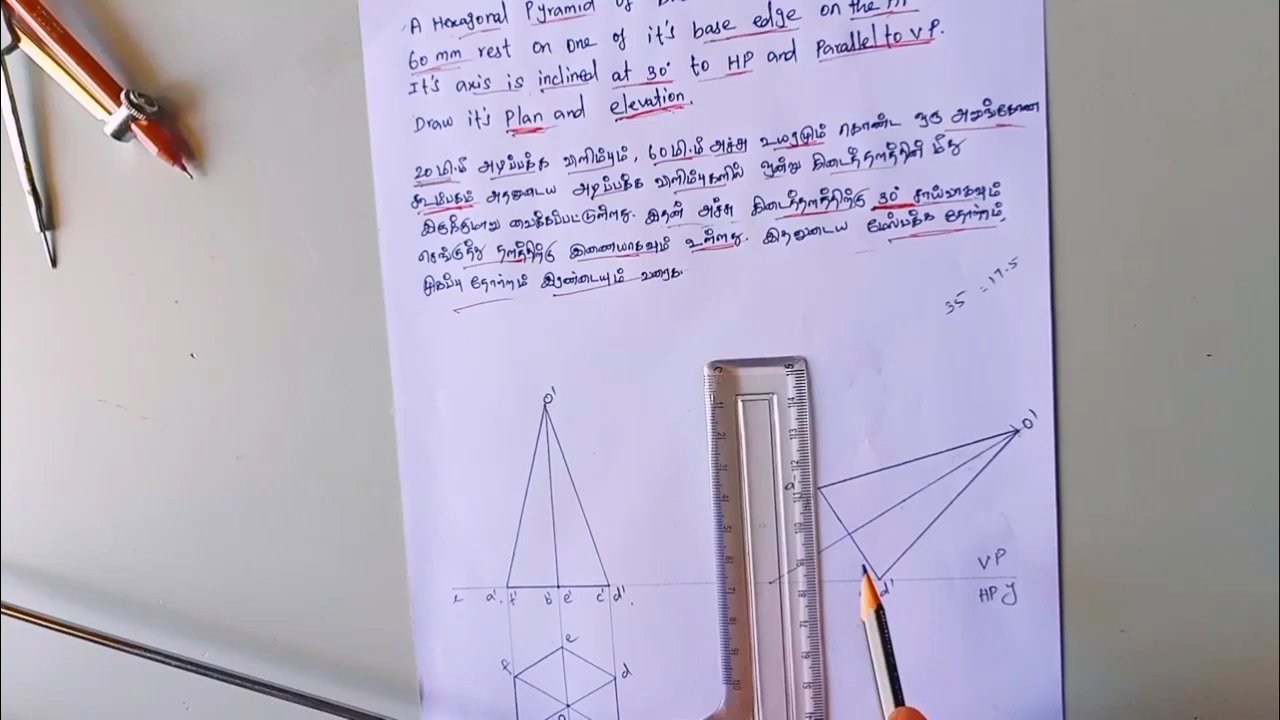 A Hexagonal Pyramid of
60 mm rest on one of it's base edge on the HP
It's axis is inclined at 30° to HP and Parallel to VP.
Draw it's Plan and elevation.
20 மி.மீ அடிப்பக்க விளிம்பும், 60 மி.மீ அச்சு உயரமும் கொண்ட ஒரு அறுங்கோண
கூம்பகம் அதனுடைய அடிப்பக்க விளிம்புகளில் ஒன்று கிடைத்தளத்தின் மீது
இருக்குமாறு வைக்கப்பட்டுள்ளது. இதன் அச்சு கிடைத்தளத்திற்கு 30° சாய்வாகவும்
செங்குத்து தளத்திற்கு இணையாகவும் உள்ளது. இதனுடைய மேல்பக்க தோற்றம்,
முகப்பு தோற்றம் இரண்டையும் வரைக.
35 = 17.5
O'
O'
a'
VP
x a' f' b' e' c' d'. d'
HP y
e
f d